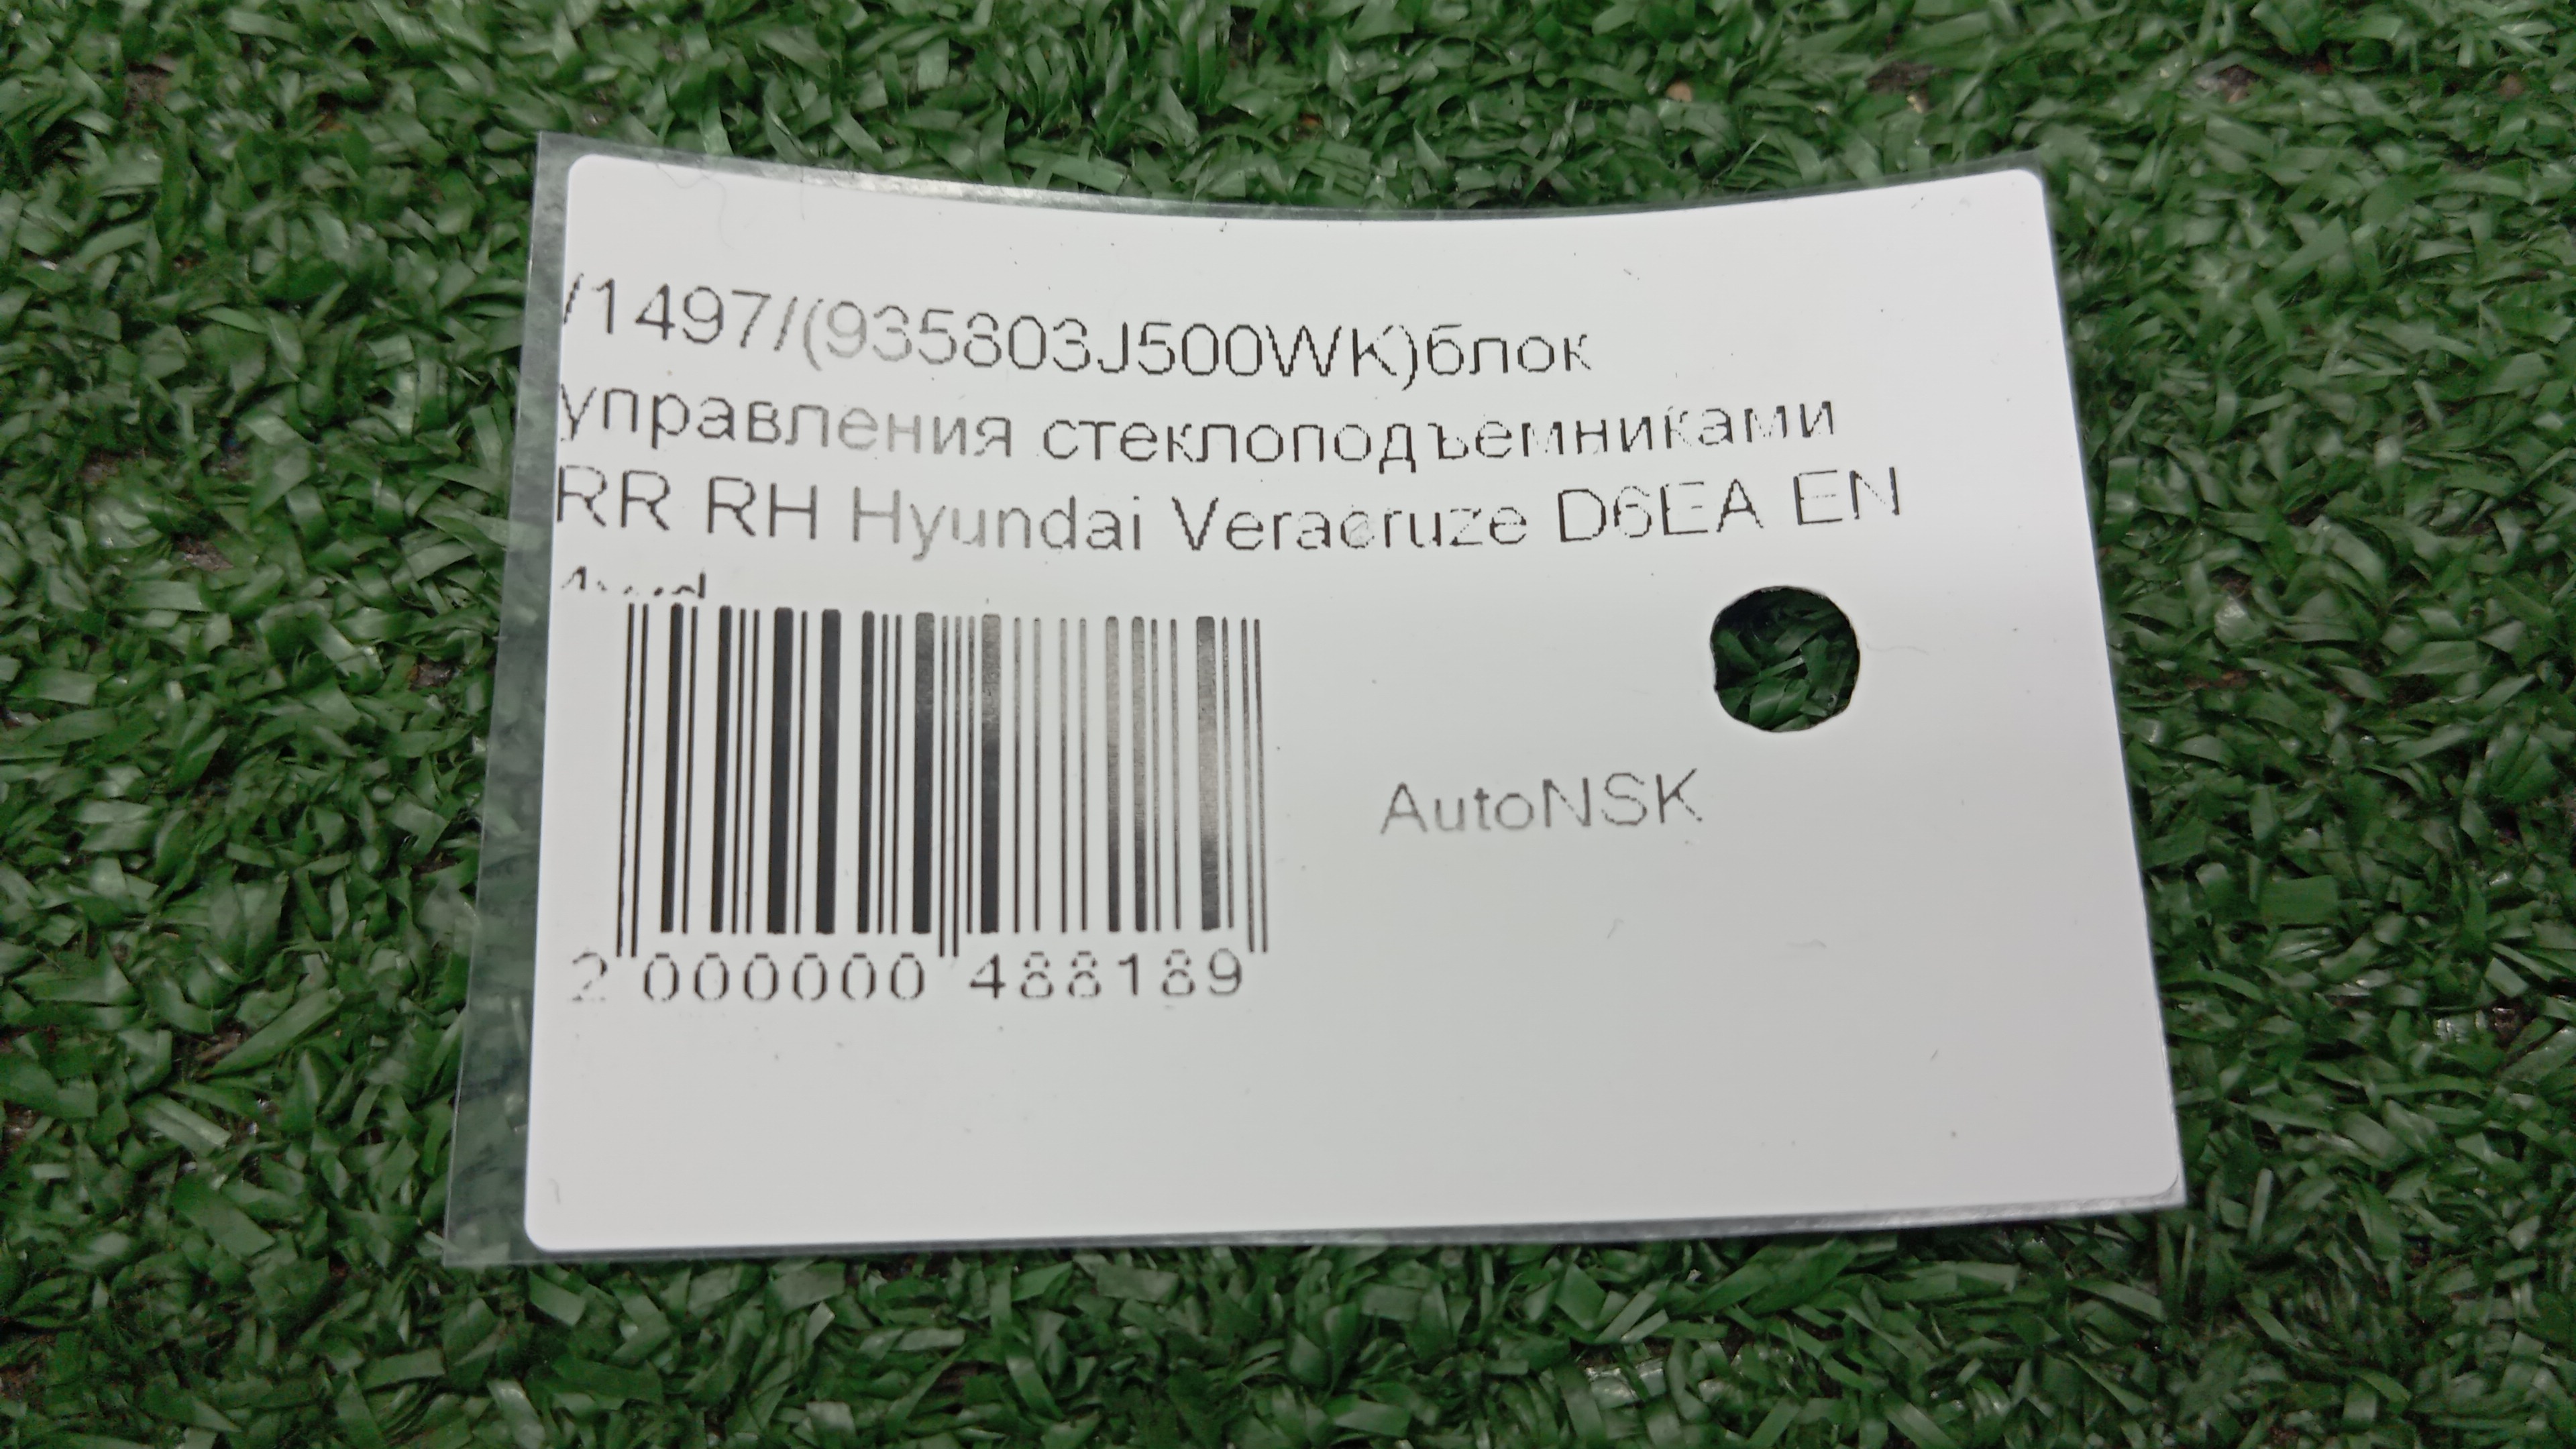 /1497/(935803J500WK)блок
управления стеклоподъемниками
RR RH Hyundai Veracruze D6EA EN
2 000000 488189
AutoNSK